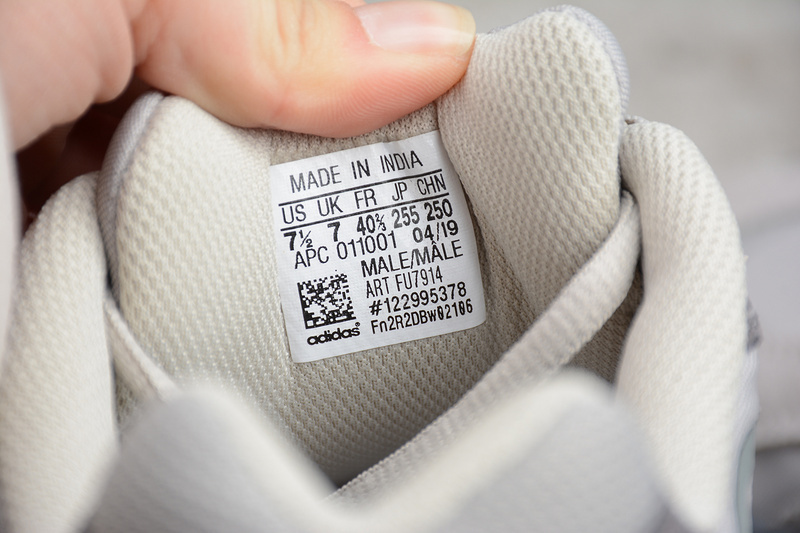 MADE IN INDIA
US UK FR JP CHN
7½ 7 40⅔ 255 250
APC 011001 04/19
MALE/MÂLE
ART FU7914
#122995378
Fn2R2DBW02106
adidas®